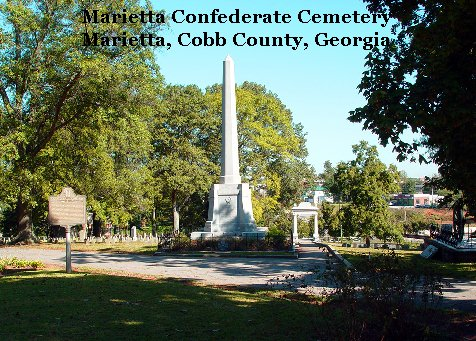 Marietta Confederate Cemetery
Marietta, Cobb County, Georgia